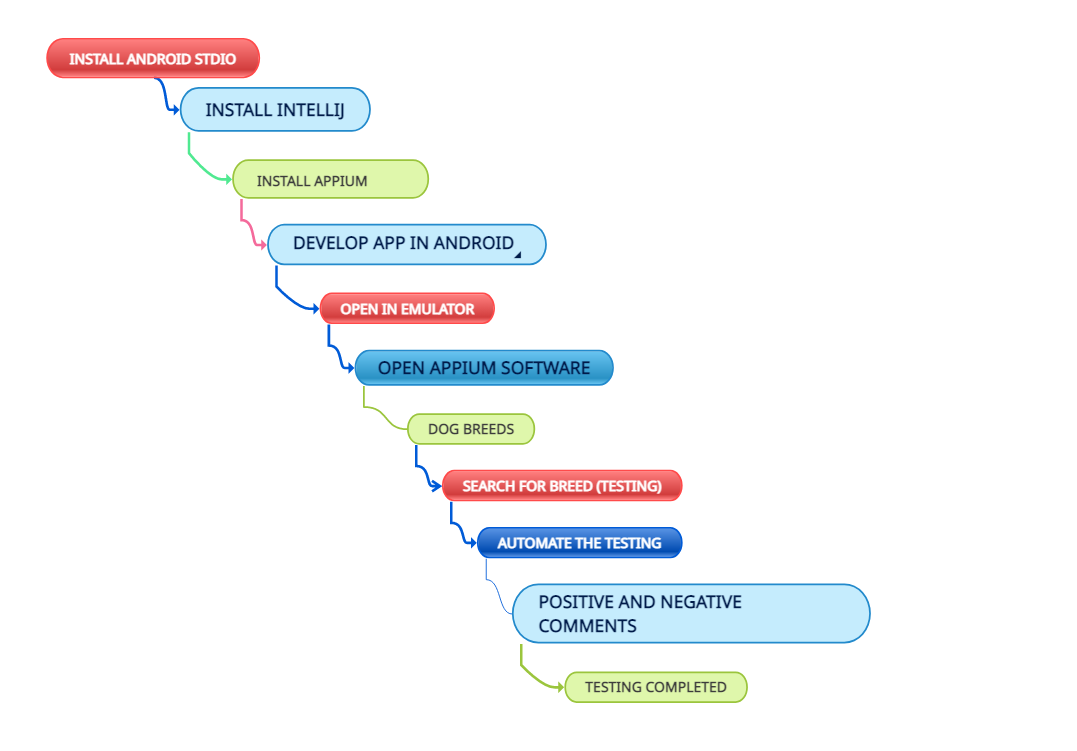 INSTALL ANDROID STDIO
INSTALL INTELLIJ
INSTALL APPIUM
DEVELOP APP IN ANDROID
OPEN IN EMULATOR
OPEN APPIUM SOFTWARE
DOG BREEDS
SEARCH FOR BREED (TESTING)
AUTOMATE THE TESTING
POSITIVE AND NEGATIVE
COMMENTS
TESTING COMPLETED